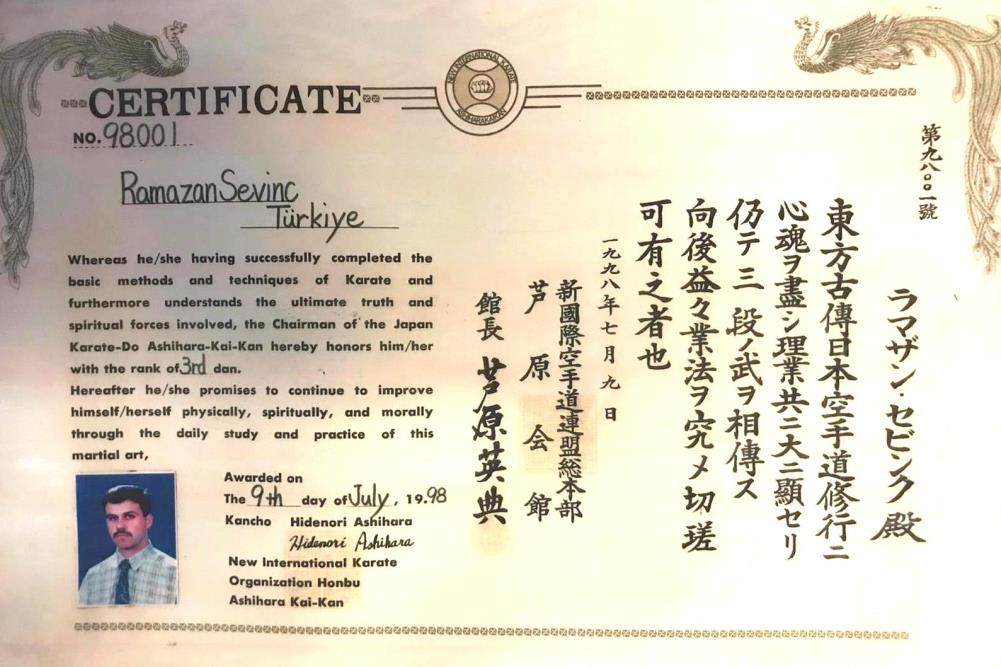 CERTIFICATE
NEW INTERNATIONAL KARATE
ASHIHARAKAIKAN
NO. 98001
Ramazan Sevinc
Türkiye
Whereas he/she having successfully completed the
basic methods and techniques of Karate and
furthermore understands the ultimate truth and
spiritual forces involved, the Chairman of the Japan
Karate-Do Ashihara-Kai-Kan hereby honors him/her
with the rank of 3rd dan.
Hereafter he/she promises to continue to improve
himself/herself physically, spiritually, and morally
through the daily study and practice of this
martial art,
Awarded on
The 9th day of July, 1998
Kancho Hidenori Ashihara
Hidenori Ashihara
New International Karate
Organization Honbu
Ashihara Kai-Kan
第九八〇〇一號
ラマザン・セビンク殿
東方古傳日本空手道修行ニ
心魂ヲ盡シ理業共ニ大ニ顯セリ
仍テ三段ノ武ヲ相傳ス
向後益々業法ヲ究メ切瑳
可有之者也
一九九八年七月九日
新國際空手道連盟総本部
芦原会館
館長 芦原英典